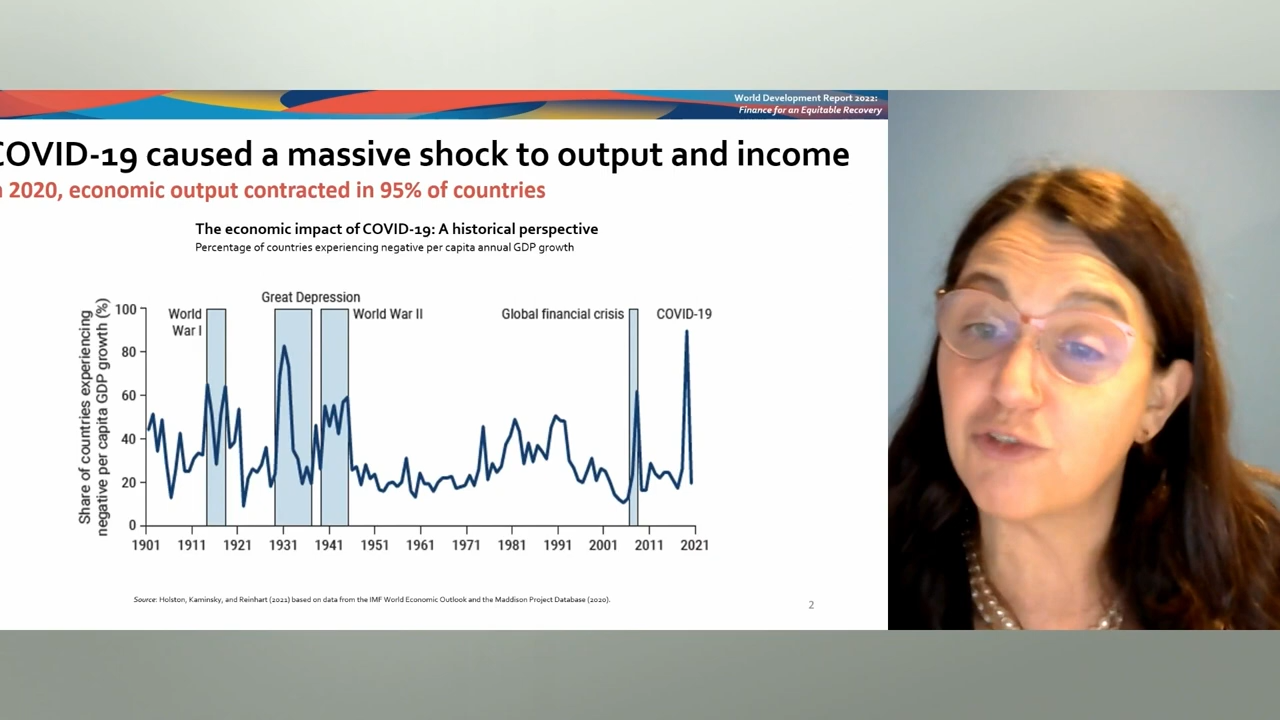 World Development Report 2022:
Finance for an Equitable Recovery
COVID-19 caused a massive shock to output and income
n 2020, economic output contracted in 95% of countries
The economic impact of COVID-19: A historical perspective
Percentage of countries experiencing negative per capita annual GDP growth
Share of countries experiencing
negative per capita GDP growth (%)
100
80
60
40
20
0
World
War I
Great Depression
World War II
Global financial crisis
COVID-19
1901 1911 1921 1931 1941 1951 1961 1971 1981 1991 2001 2011 2021
Source: Holston, Kaminsky, and Reinhart (2021) based on data from the IMF World Economic Outlook and the Maddison Project Database (2020).
2